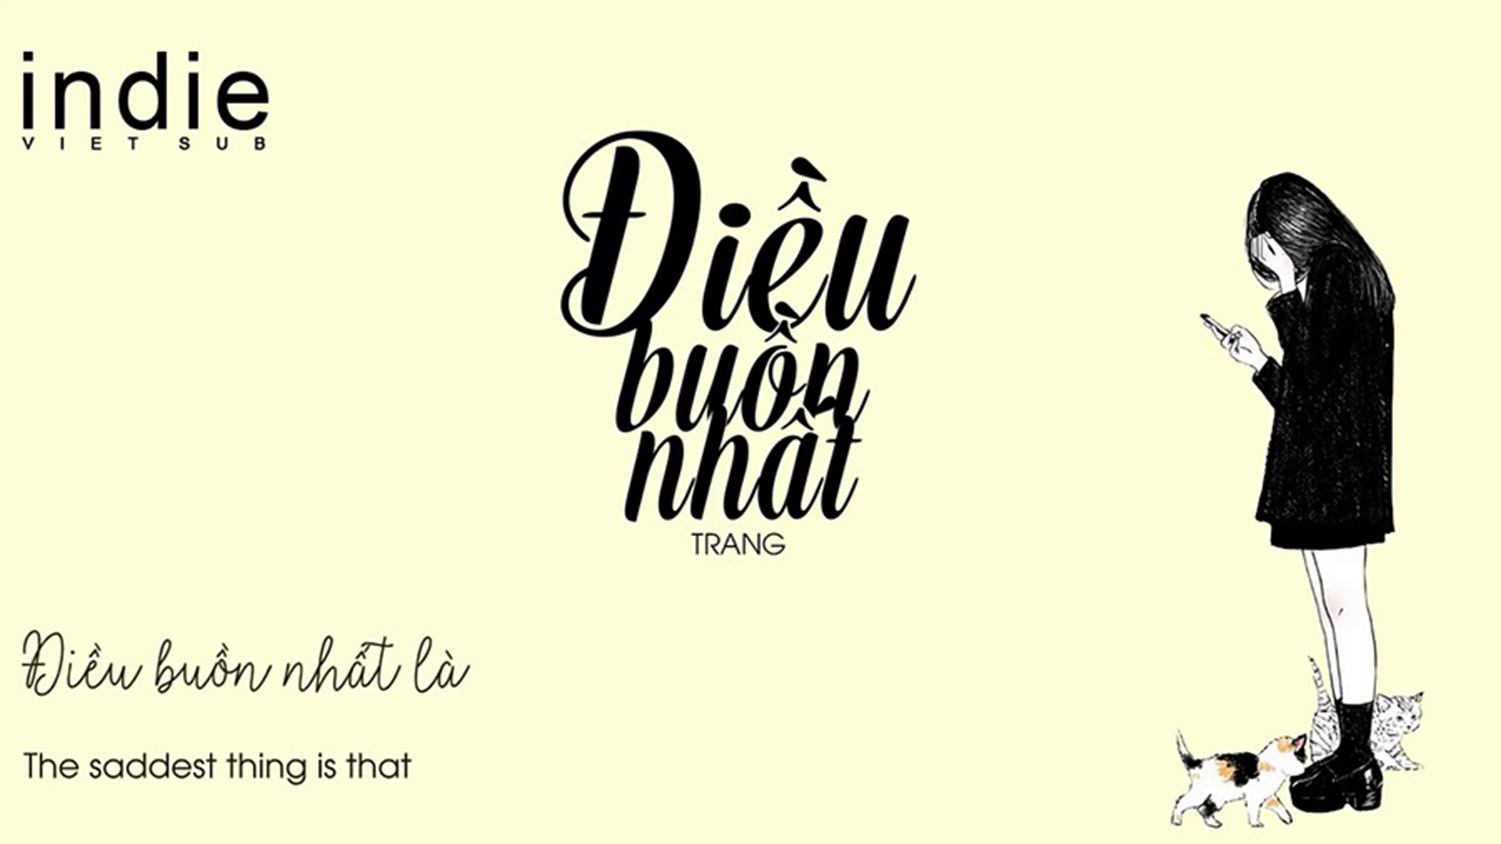 indie
VIET SUB
Điều
buồn
nhất
TRANG
Điều buồn nhất là
The saddest thing is that